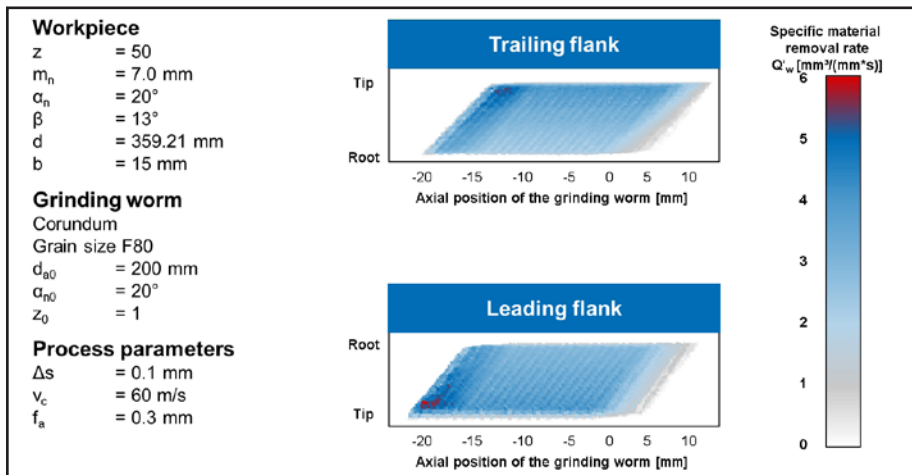 Workpiece
z = 50
mₙ = 7.0 mm
αₙ = 20°
β = 13°
d = 359.21 mm
b = 15 mm
Grinding worm
Corundum
Grain size F80
dₐ₀ = 200 mm
αₙ₀ = 20°
z₀ = 1
Process parameters
Δs = 0.1 mm
v_c = 60 m/s
fₐ = 0.3 mm
Trailing flank
Tip
Root
-20 -15 -10 -5 0 5 10
Axial position of the grinding worm [mm]
Leading flank
Root
Tip
-20 -15 -10 -5 0 5 10
Axial position of the grinding worm [mm]
Specific material
removal rate
Q'w [mm³/(mm*s)]
6
5
4
3
2
1
0